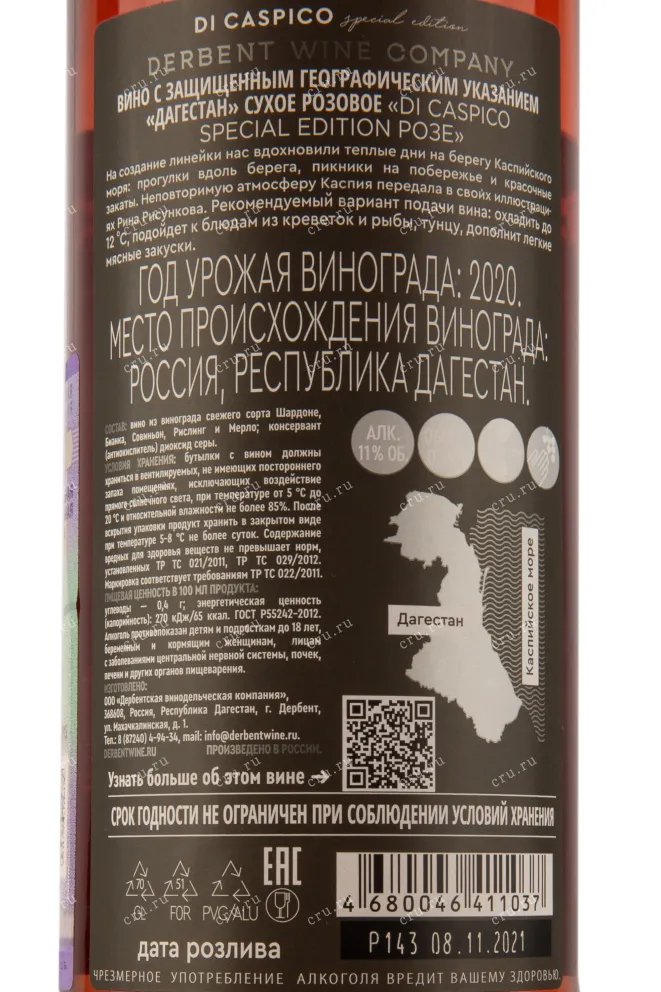 DI CASPICO special edition
DERBENT WINE COMPANY
ВИНО С ЗАЩИЩЕННЫМ ГЕОГРАФИЧЕСКИМ УКАЗАНИЕМ
«ДАГЕСТАН» СУХОЕ РОЗОВОЕ «DI CASPICO
SPECIAL EDITION РОЗЕ»
На создание линейки нас вдохновили теплые дни на берегу Каспийского
моря: прогулки вдоль берега, пикники на побережье и красочные
закаты. Неповторимую атмосферу Каспия передала в своих иллюстраци-
ях Рина Рисункова. Рекомендуемый вариант подачи вина: охладить до
12 °С, подойдет к блюдам из креветок и рыбы, тунцу, дополнит легкие
мясные закуски.
ГОД УРОЖАЯ ВИНОГРАДА: 2020.
МЕСТО ПРОИСХОЖДЕНИЯ ВИНОГРАДА:
РОССИЯ, РЕСПУБЛИКА ДАГЕСТАН.
СОСТАВ: вино из винограда свежего сорта Шардоне,
Бианка, Совиньон, Рислинг и Мерло; консервант
(антиокислитель) диоксид серы.
УСЛОВИЯ ХРАНЕНИЯ: бутылки с вином должны
храниться в вентилируемых, не имеющих постороннего
запаха помещениях, исключающих воздействие
прямого солнечного света, при температуре от 5 °С до
20 °С и относительной влажности не более 85%. После
вскрытия упаковки продукт хранить в закрытом виде
при температуре 5-8 °С не более суток. Содержание
вредных для здоровья веществ не превышает норм,
установленных ТР ТС 021/2011, ТР ТС 029/2012.
Маркировка соответствует требованиям ТР ТС 022/2011.
ПИЩЕВАЯ ЦЕННОСТЬ В 100 МЛ ПРОДУКТА:
углеводы — 0,4 г; энергетическая ценность
(калорийность): 270 кДж/65 ккал. ГОСТ Р55242-2012.
Алкоголь противопоказан детям и подросткам до 18 лет,
беременным и кормящим женщинам, лицам
с заболеваниями центральной нервной системы, почек,
печени и других органов пищеварения.
ИЗГОТОВЛЕНО:
ООО «Дербентская винодельческая компания»,
368608, Россия, Республика Дагестан, г. Дербент,
ул. Махачкалинская, д. 1.
Тел.: 8 (87240) 4-94-34, mail: info@derbentwine.ru.
DERBENTWINE.RU ПРОИЗВЕДЕНО В РОССИИ.
АЛК.
11% ОБ.
Дагестан
Каспийское море
Узнать больше об этом вине →
СРОК ГОДНОСТИ НЕ ОГРАНИЧЕН ПРИ СОБЛЮДЕНИИ УСЛОВИЙ ХРАНЕНИЯ
70
GL
51
FOR
PVC/ALU
EAC
4 680046 411037
дата розлива
P143 08.11.2021
ЧРЕЗМЕРНОЕ УПОТРЕБЛЕНИЕ АЛКОГОЛЯ ВРЕДИТ ВАШЕМУ ЗДОРОВЬЮ.
cru.ru